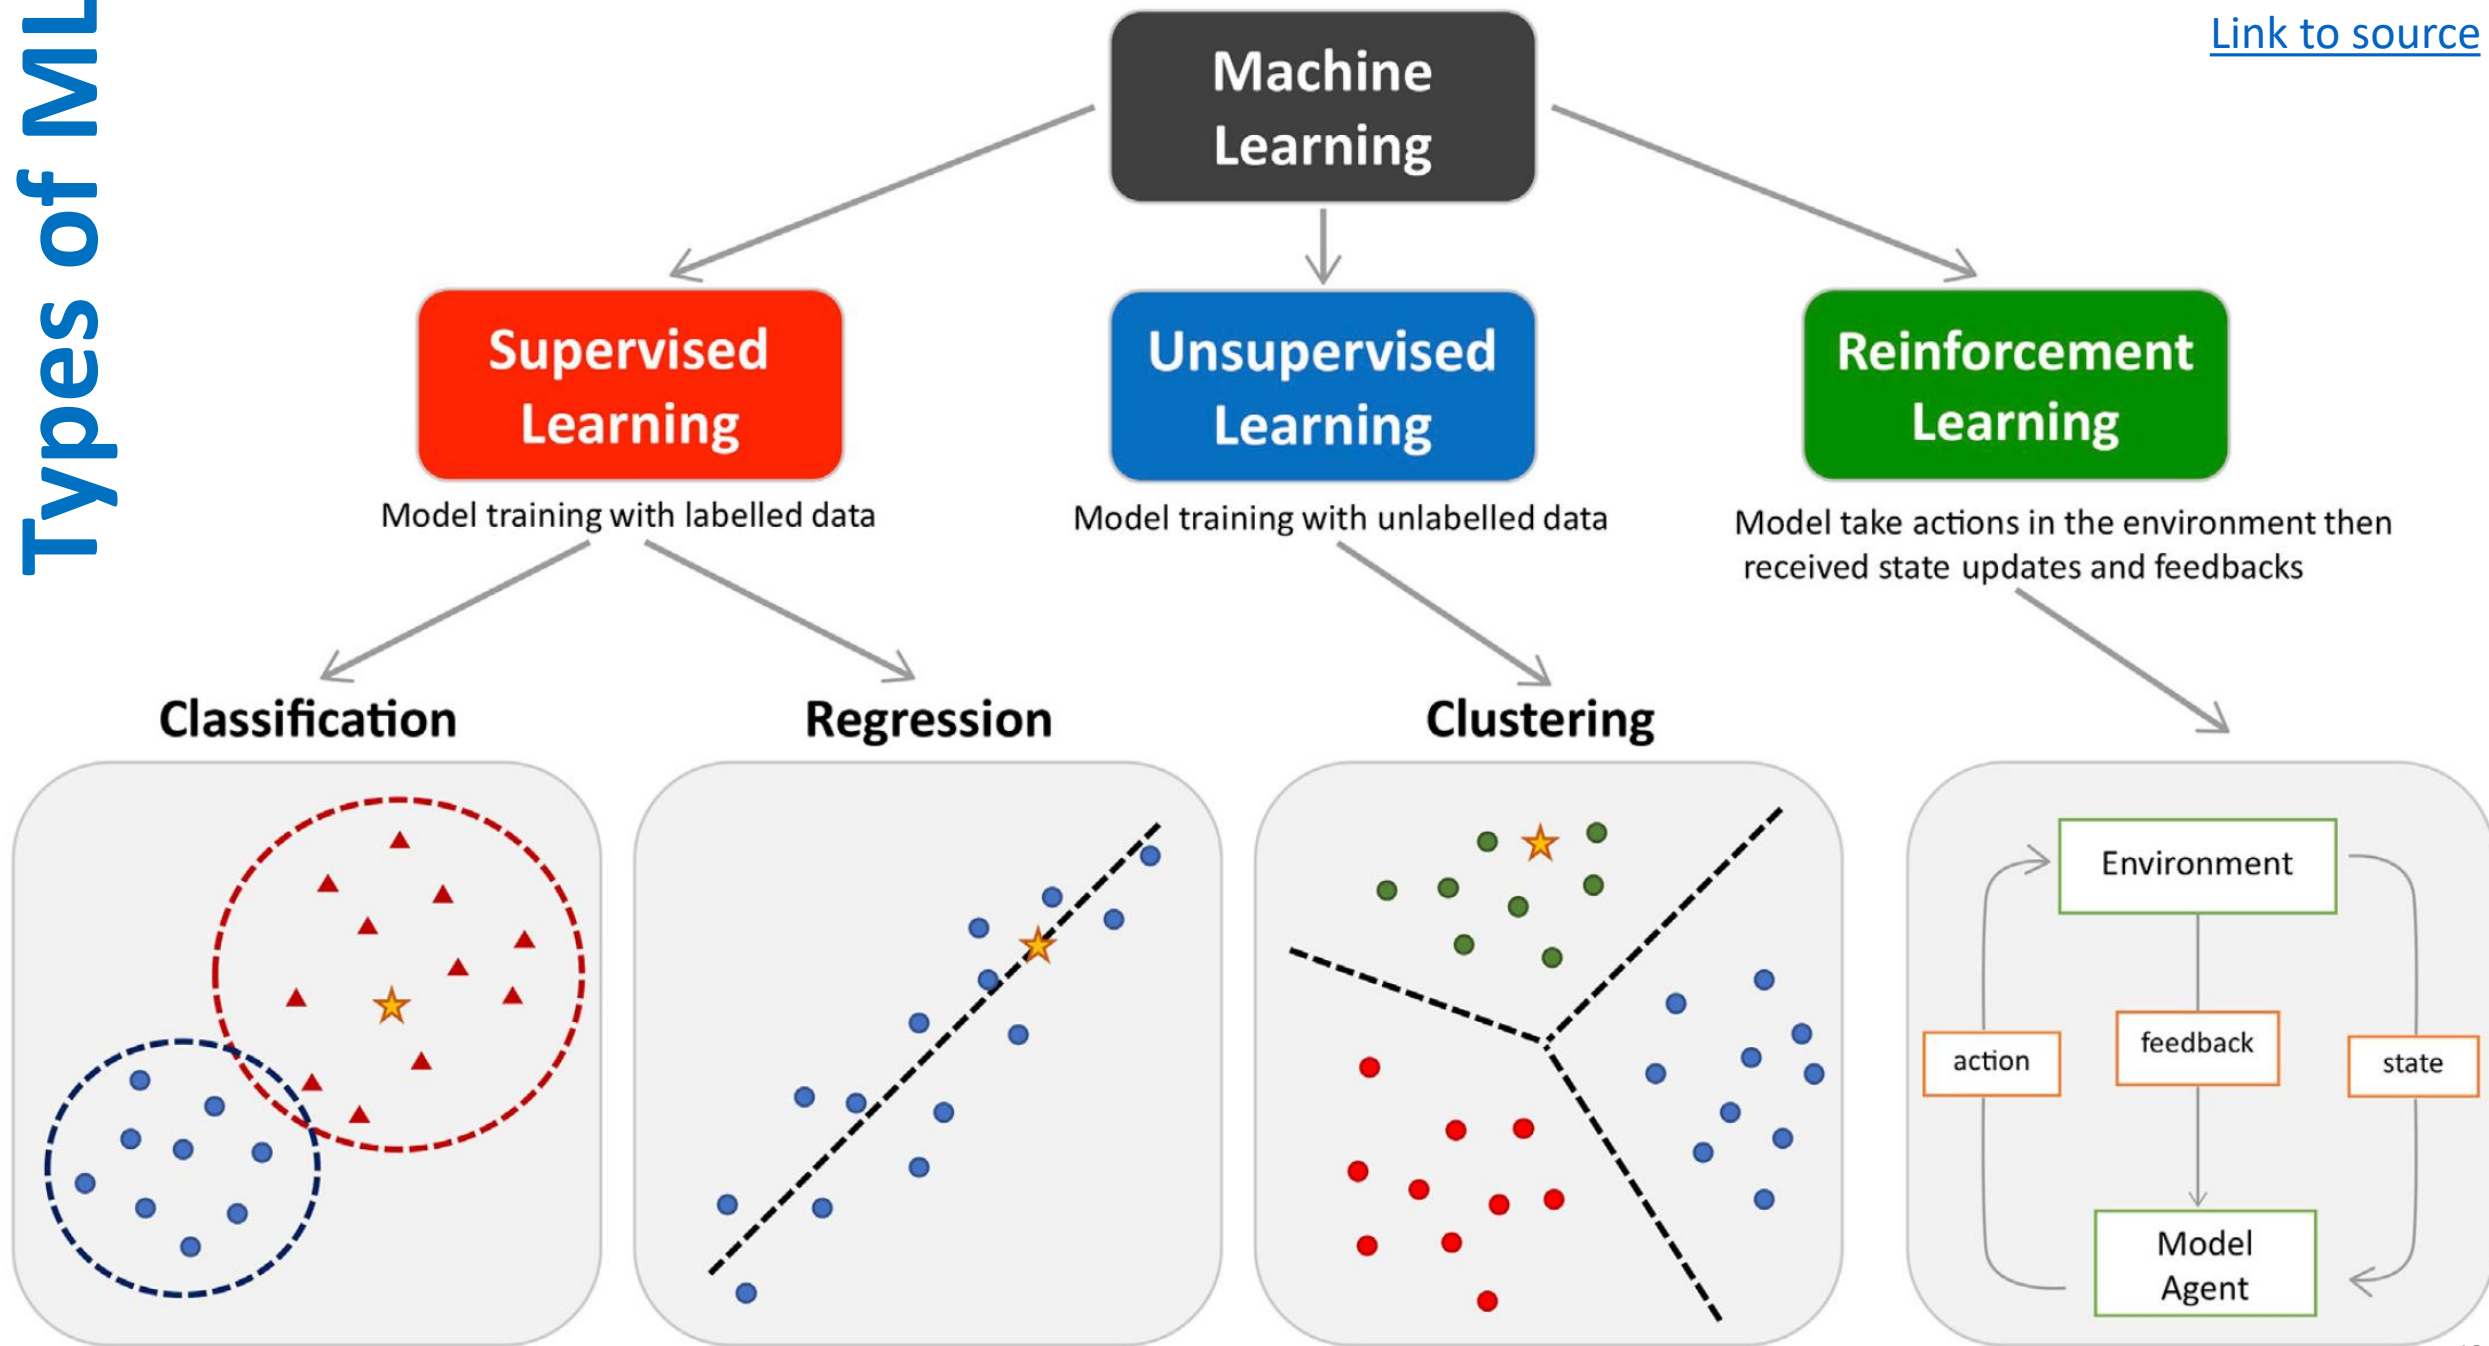 Types of ML
Link to source
Machine
Learning
Supervised
Learning
Unsupervised
Learning
Reinforcement
Learning
Model training with labelled data
Model training with unlabelled data
Model take actions in the environment then
received state updates and feedbacks
Classification
Regression
Clustering
Environment
action
feedback
state
Model
Agent